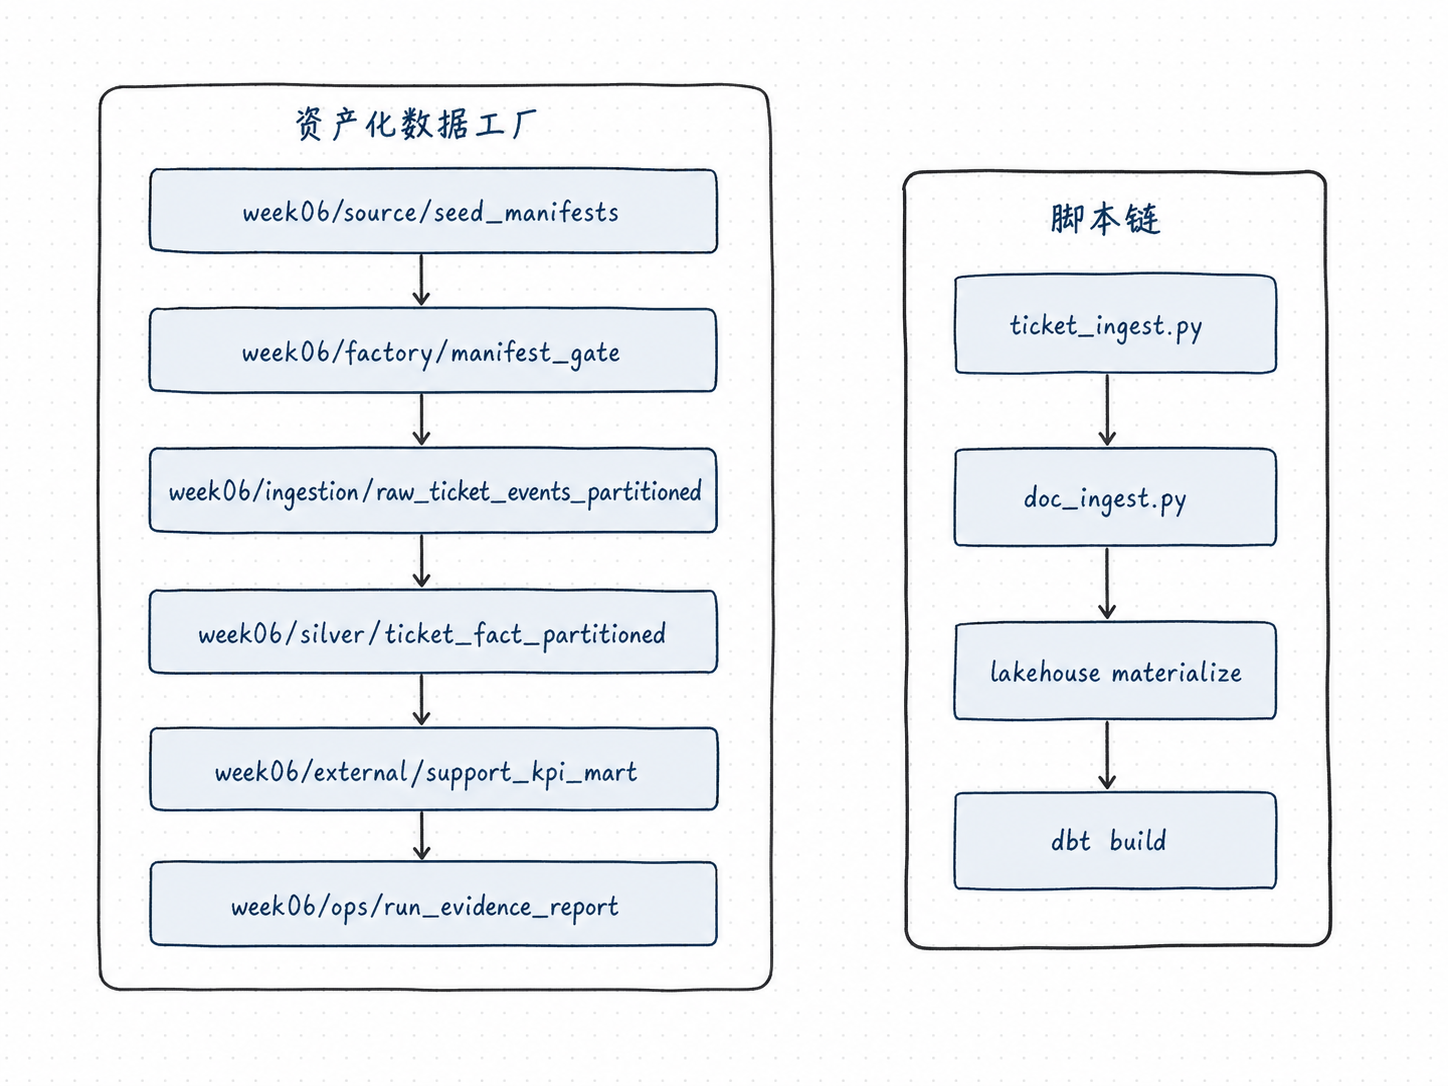 资产化数据工厂
week06/source/seed_manifests
week06/factory/manifest_gate
week06/ingestion/raw_ticket_events_partitioned
week06/silver/ticket_fact_partitioned
week06/external/support_kpi_mart
week06/ops/run_evidence_report
脚本链
ticket_ingest.py
doc_ingest.py
lakehouse materialize
dbt build